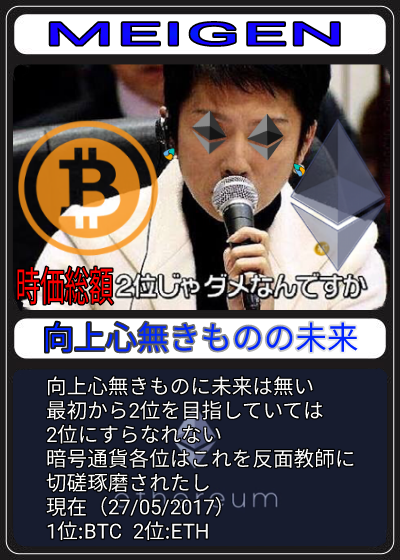 MEIGEN
時価総額2位じゃダメなんですか
向上心無きものの未来
向上心無きものに未来は無い
最初から2位を目指していては
2位にすらなれない
暗号通貨各位はこれを反面教師に
切磋琢磨されたし
ethereum
現在（27/05/2017）
1位:BTC 2位:ETH